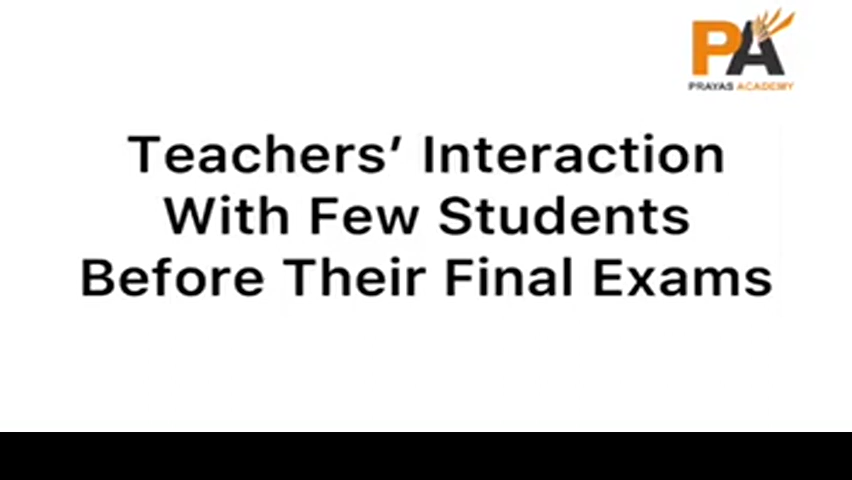 PA
PRAYAS ACADEMY
Teachers' Interaction
With Few Students
Before Their Final Exams